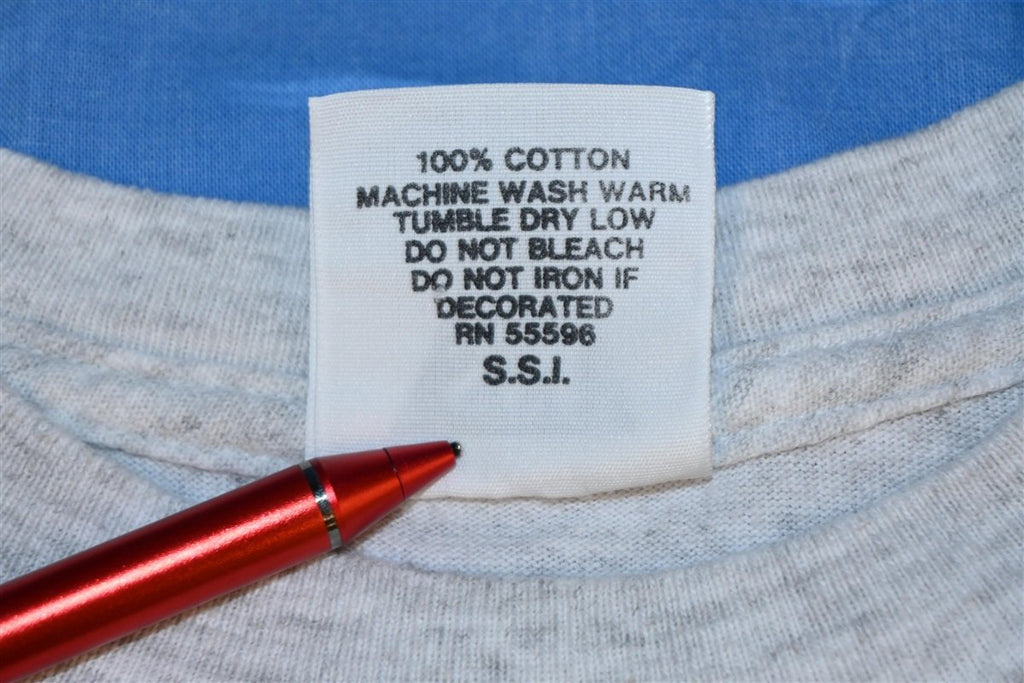 100% COTTON
MACHINE WASH WARM
TUMBLE DRY LOW
DO NOT BLEACH
DO NOT IRON IF
DECORATED
RN 55596
S.S.I.